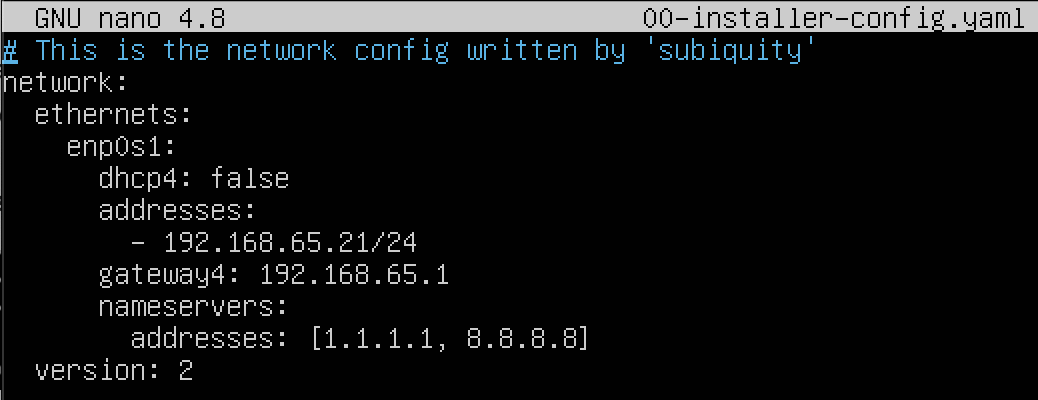 GNU nano 4.8 00-installer-config.yaml
# This is the network config written by 'subiquity'
network:
  ethernets:
    enp0s1:
      dhcp4: false
      addresses:
        - 192.168.65.21/24
      gateway4: 192.168.65.1
      nameservers:
        addresses: [1.1.1.1, 8.8.8.8]
  version: 2